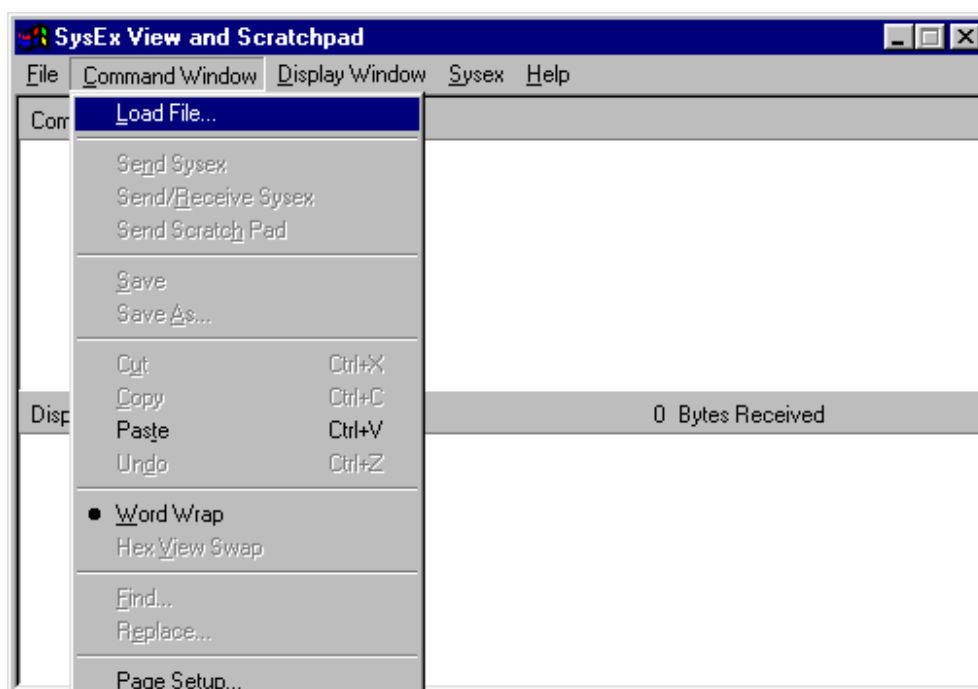 SysEx View and Scratchpad
File Command Window Display Window Sysex Help
Load File...
Send Sysex
Send/Receive Sysex
Send Scratch Pad
Save
Save As...
Cut Ctrl+X
Copy Ctrl+C
0 Bytes Received
Paste Ctrl+V
Undo Ctrl+Z
Word Wrap
Hex View Swap
Find...
Replace...
Page Setup...